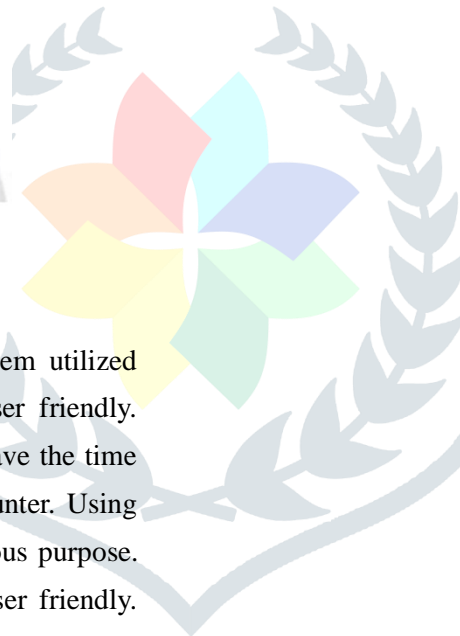 em utilized
ser friendly.
ave the time
unter. Using
ous purpose.
ser friendly.